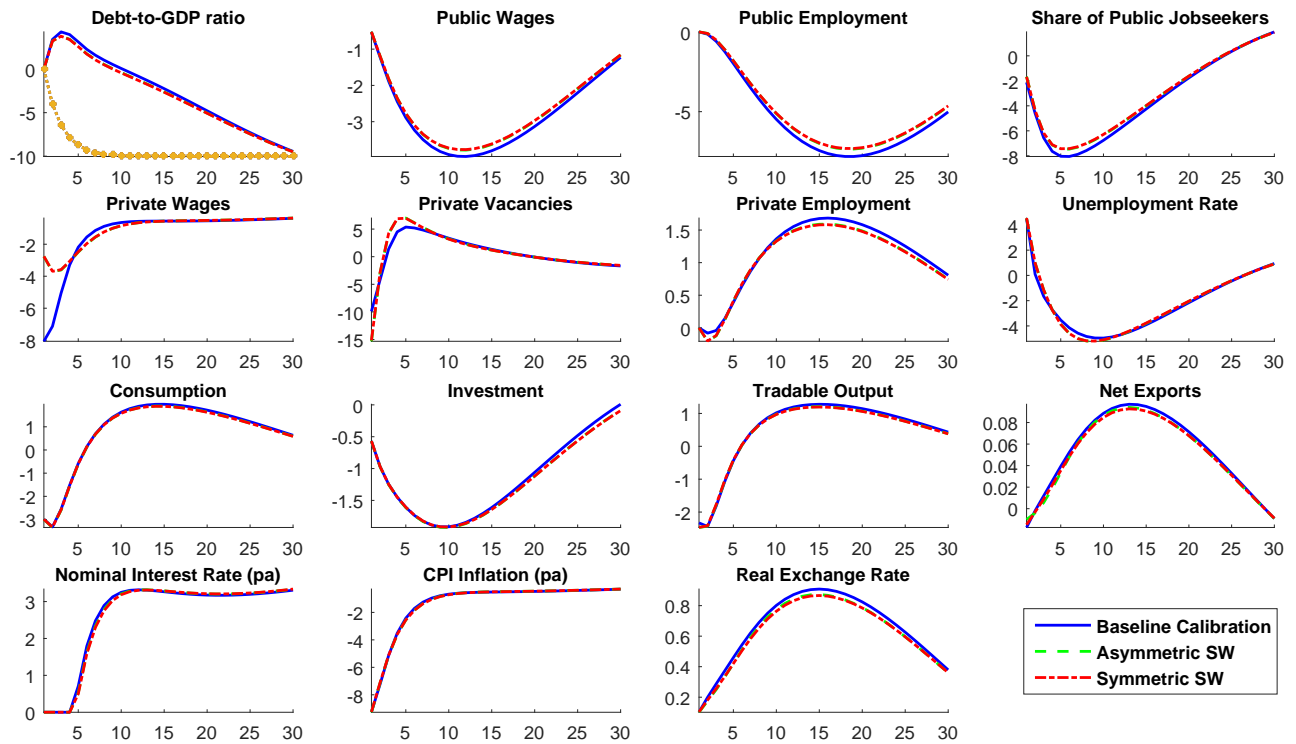 Debt-to-GDP ratio Public Wages Public Employment Share of Public Jobseekers
0 -5 -10
-1 -2 -3
0 -5
0 -2 -4 -6 -8
5 10 15 20 25 30 5 10 15 20 25 30 5 10 15 20 25 30 5 10 15 20 25 30
Private Wages Private Vacancies Private Employment Unemployment Rate
-2 -4 -6 -8
5 0 -5 -10 -15
1.5 1 0.5 0
4 2 0 -2 -4
5 10 15 20 25 30 5 10 15 20 25 30 5 10 15 20 25 30 5 10 15 20 25 30
Consumption Investment Tradable Output Net Exports
1 0 -1 -2 -3
0 -0.5 -1 -1.5
1 0 -1 -2
0.08 0.06 0.04 0.02 0
5 10 15 20 25 30 5 10 15 20 25 30 5 10 15 20 25 30 5 10 15 20 25 30
Nominal Interest Rate (pa) CPI Inflation (pa) Real Exchange Rate
3 2 1 0
-2 -4 -6 -8
0.8 0.6 0.4 0.2
5 10 15 20 25 30 5 10 15 20 25 30 5 10 15 20 25 30
Baseline Calibration
Asymmetric SW
Symmetric SW